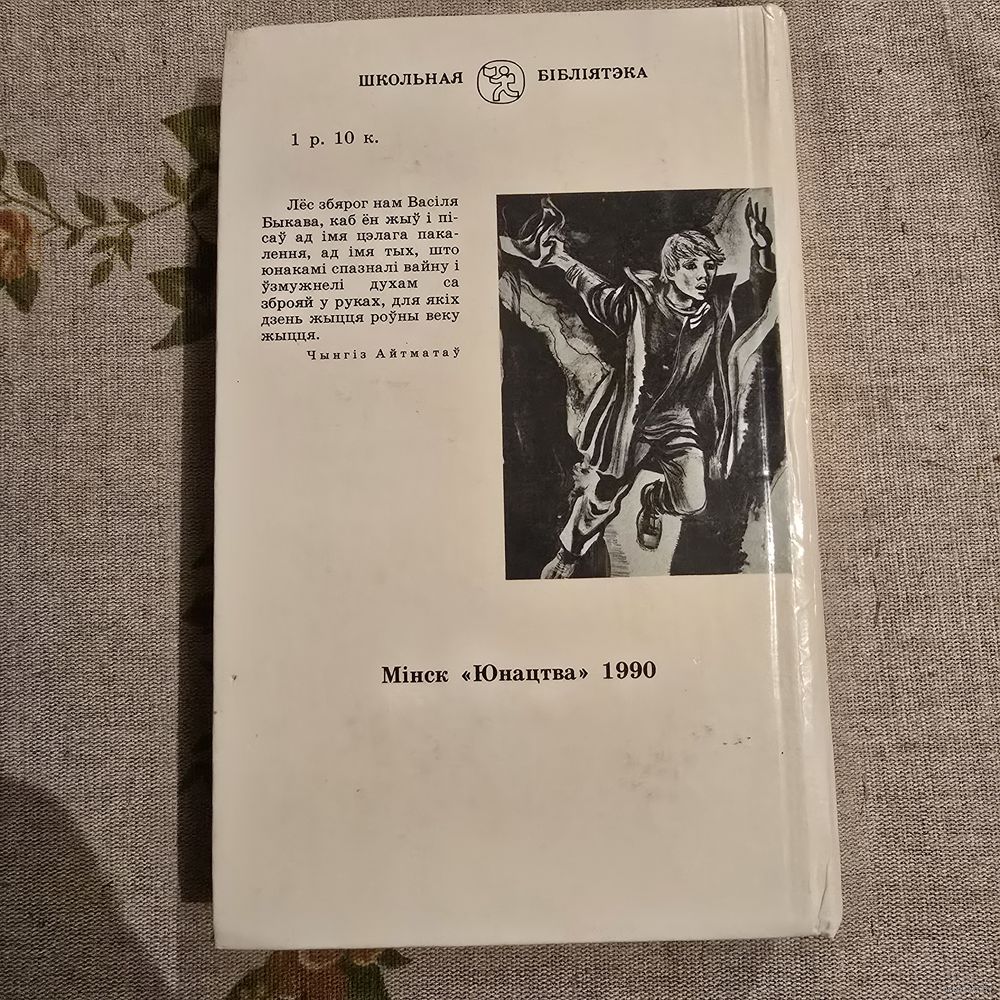 ШКОЛЬНАЯ БІБЛІЯТЭКА
1 р. 10 к.
Лёс збярог нам Васіля
Быкава, каб ён жыў і пі-
саў ад імя цэлага пака-
лення, ад імя тых, што
юнакамі спазналі вайну і
ўзмужнелі духам са
зброяй у руках, для якіх
дзень жыцця роўны веку
жыцця.
Чынгіз Айтматаў
Мінск «Юнацтва» 1990